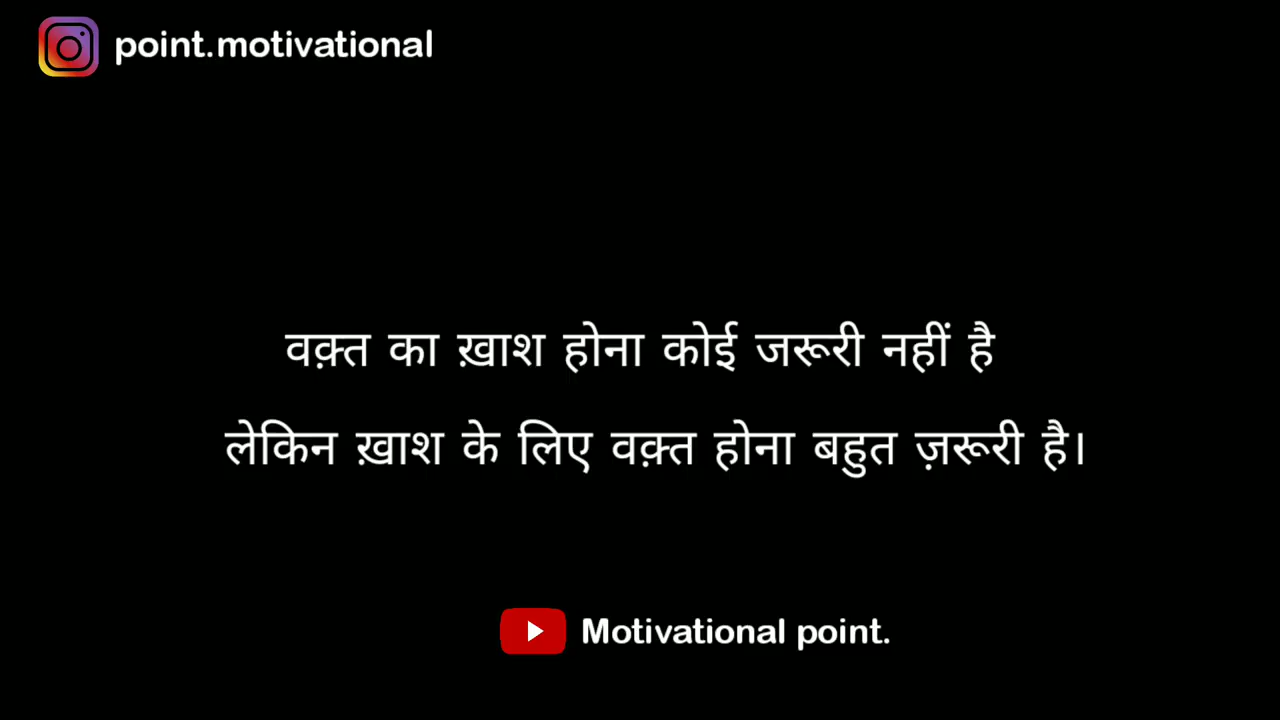 point.motivational
वक़्त का ख़ाश होना कोई जरूरी नहीं है
लेकिन ख़ाश के लिए वक़्त होना बहुत ज़रूरी है।
Motivational point.